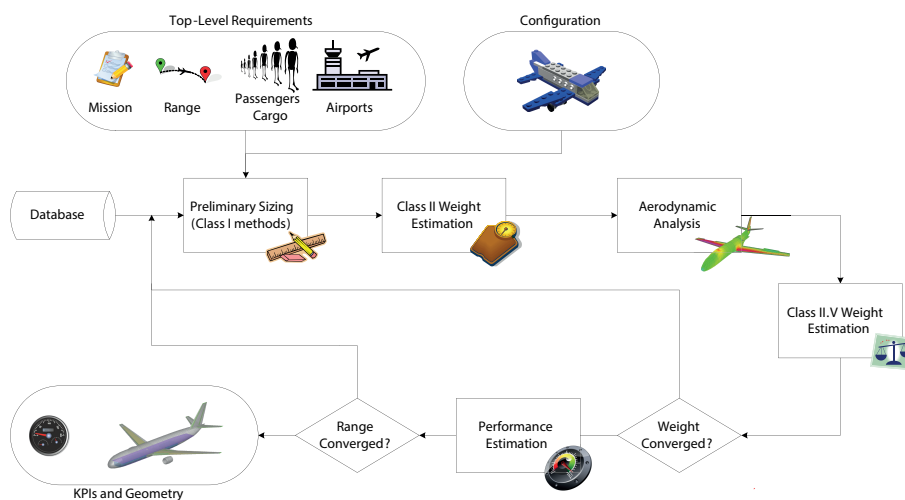 Top-Level Requirements
Configuration
Mission
Range
Passengers
Cargo
Airports
Database
Preliminary Sizing
(Class I methods)
Class II Weight
Estimation
Aerodynamic
Analysis
Class II.V Weight
Estimation
Weight
Converged?
Performance
Estimation
Range
Converged?
KPIs and Geometry